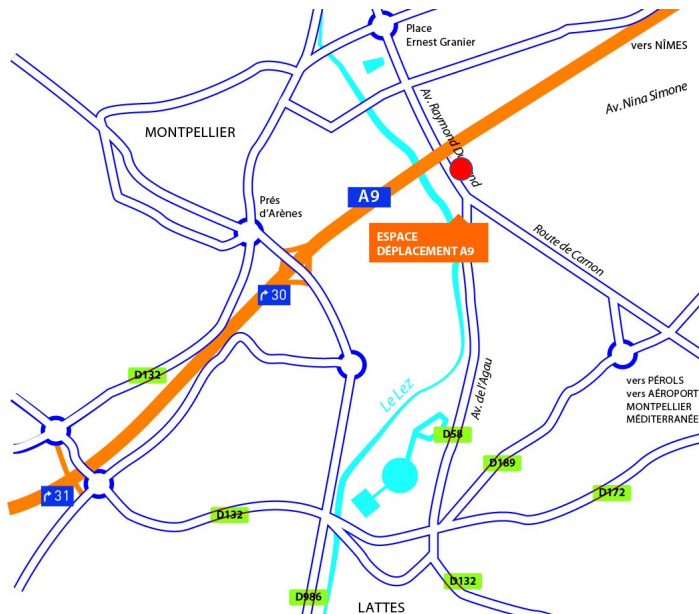 Place
Ernest Granier
vers NÎMES
Av. Nina Simone
MONTPELLIER
Av. Raymond
A9
Prés
d’Arènes
ESPACE
DÉPLACEMENT A9
Route de Carnon
30
D132
Le Lez
Av. de l'Agau
vers PÉROLS
vers AÉROPORT
MONTPELLIER
MÉDITERRANÉE
D58
D189
31
D172
D132
D132
D986
LATTES